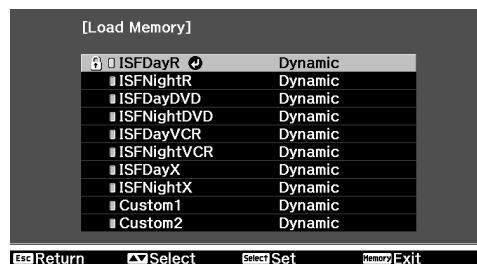 [Load Memory]
ISFDayR Dynamic
ISFNightR Dynamic
ISFDayDVD Dynamic
ISFNightDVD Dynamic
ISFDayVCR Dynamic
ISFNightVCR Dynamic
ISFDayX Dynamic
ISFNightX Dynamic
Custom1 Dynamic
Custom2 Dynamic
Esc Return Select Select Set Memory Exit